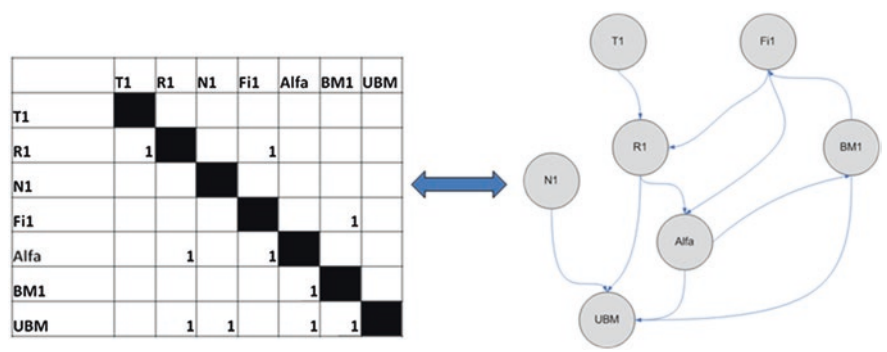 T1 R1 N1 Fi1 Alfa BM1 UBM
T1
R1 1 1
N1
Fi1 1
Alfa 1 1
BM1 1
UBM 1 1 1 1
T1
Fi1
R1
BM1
N1
Alfa
UBM